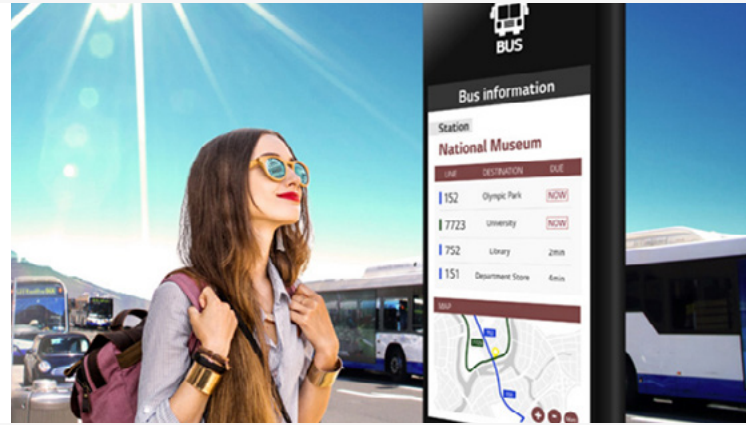 BUS
Bus information
Station
National Museum
LINE DESTINATION DUE
152 Olympic Park NOW
7723 University NOW
752 Library 2min
151 Department Store 4min
MAP